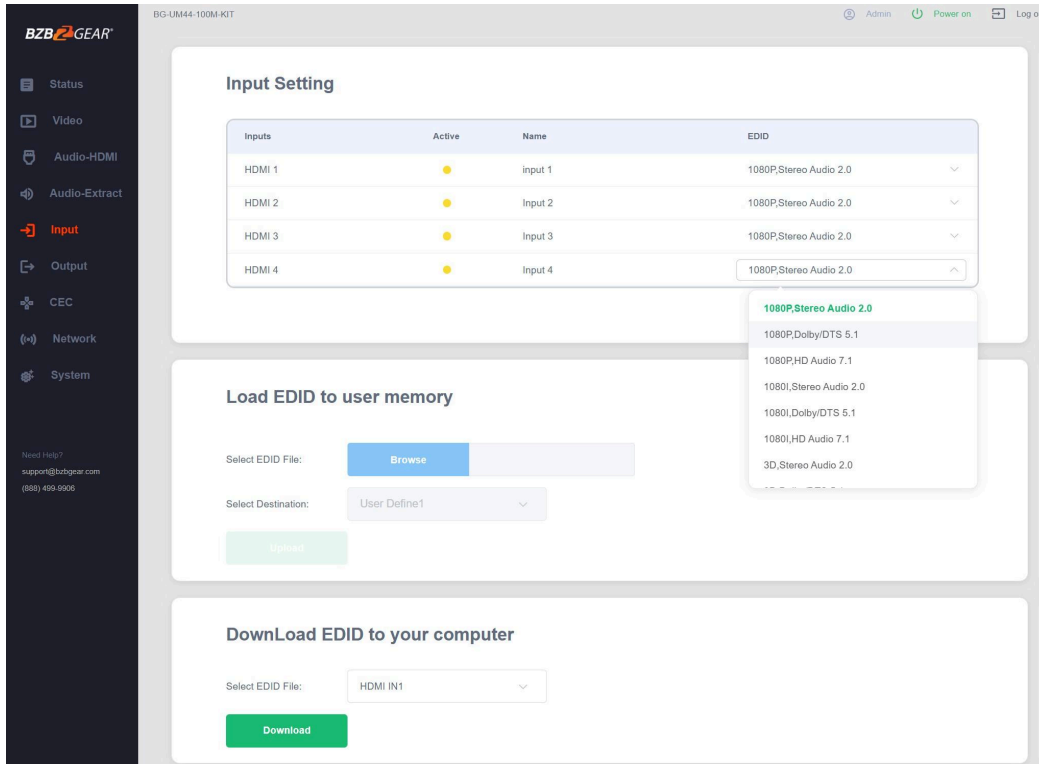 BG-UM44-100M-KIT
Admin
Power on
Log o
BZBGEAR®
Status
Video
Audio-HDMI
Audio-Extract
Input
Output
CEC
Network
System
Need Help?
support@bzbgear.com
(888) 499-9906
Input Setting
Inputs Active Name EDID
HDMI 1 input 1 1080P,Stereo Audio 2.0
HDMI 2 Input 2 1080P,Stereo Audio 2.0
HDMI 3 Input 3 1080P,Stereo Audio 2.0
HDMI 4 Input 4 1080P,Stereo Audio 2.0
1080P,Stereo Audio 2.0
1080P,Dolby/DTS 5.1
1080P,HD Audio 7.1
1080I,Stereo Audio 2.0
1080I,Dolby/DTS 5.1
1080I,HD Audio 7.1
3D,Stereo Audio 2.0
Load EDID to user memory
Select EDID File: Browse
Select Destination: User Define1
Upload
DownLoad EDID to your computer
Select EDID File: HDMI IN1
Download